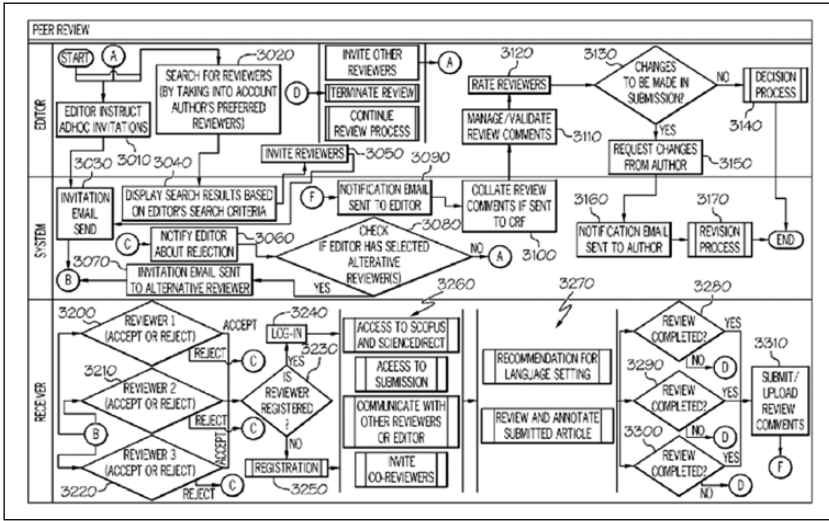 PEER REVIEW
EDITOR
START
A
3020
SEARCH FOR REVIEWERS
(BY TAKING INTO ACCOUNT
AUTHOR'S PREFERRED
REVIEWERS)
EDITOR INSTRUCT
ADHOC INVITATIONS
3010
INVITE OTHER
REVIEWERS
A
D
TERMINATE REVIEW
CONTINUE
REVIEW PROCESS
3120
RATE REVIEWERS
MANAGE/VALIDATE
REVIEW COMMENTS
3110
3130
CHANGES
TO BE MADE IN
SUBMISSION?
NO
DECISION
PROCESS
3140
YES
REQUEST CHANGES
FROM AUTHOR
3150
3030
3040
INVITE REVIEWERS
3050
3090
SYSTEM
INVITATION
EMAIL
SEND
DISPLAY SEARCH RESULTS BASED
ON EDITOR'S SEARCH CRITERIA
F
NOTIFICATION EMAIL
SENT TO EDITOR
COLLATE REVIEW
COMMENTS IF SENT
TO CRF
3100
3160
NOTIFICATION EMAIL
SENT TO AUTHOR
3170
REVISION
PROCESS
END
C
NOTIFY EDITOR
ABOUT REJECTION
3060
CHECK
IF EDITOR HAS SELECTED
ALTERATIVE
REVIEWER(S)
3080
NO
A
YES
3070
B
INVITATION EMAIL SENT
TO ALTERNATIVE REVIEWER
RECEIVER
3200
REVIEWER 1
(ACCEPT OR REJECT)
ACCEPT
REJECT
C
3210
REVIEWER 2
(ACCEPT OR REJECT)
REJECT
C
B
ACCEPT
REVIEWER 3
(ACCEPT OR REJECT)
3220
REJECT
C
3240
LOG-IN
YES
3230
IS
REVIEWER
REGISTERED
?
NO
REGISTRATION
3250
3260
ACCESS TO SCOPUS
AND SCIENCEDIRECT
ACEESS TO
SUBMISSION
COMMUNICATE WITH
OTHER REVIEWERS
OR EDITOR
INVITE
CO-REVIEWERS
3270
RECOMMENDATION FOR
LANGUAGE SETTING
REVIEW AND ANNOTATE
SUBMITTED ARTICLE
3280
REVIEW
COMPLETED?
YES
NO
D
3290
REVIEW
COMPLETED?
YES
NO
D
3300
REVIEW
COMPLETED?
YES
NO
D
3310
SUBMIT/
UPLOAD
REVIEW
COMMENTS
F